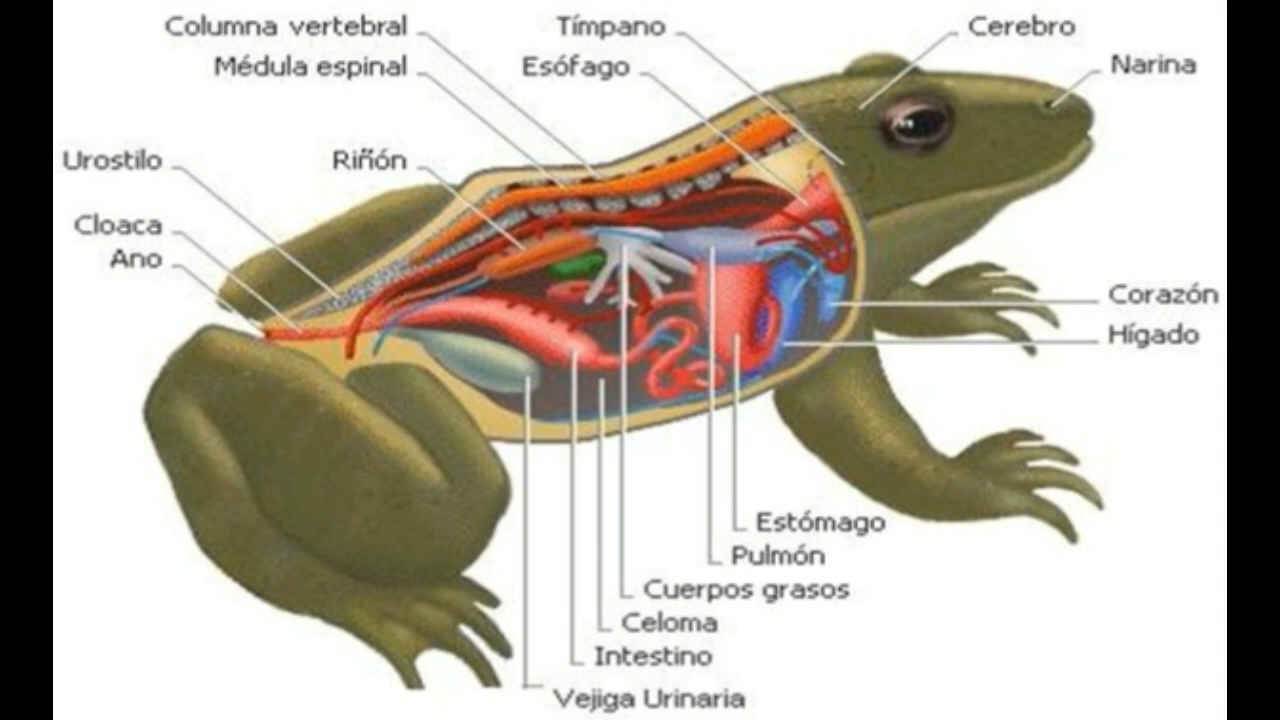 Columna vertebral
Tímpano
Cerebro
Médula espinal
Esófago
Narina
Urostilo
Riñón
Cloaca
Ano
Corazón
Hígado
Estómago
Pulmón
Cuerpos grasos
Celoma
Intestino
Vejiga Urinaria